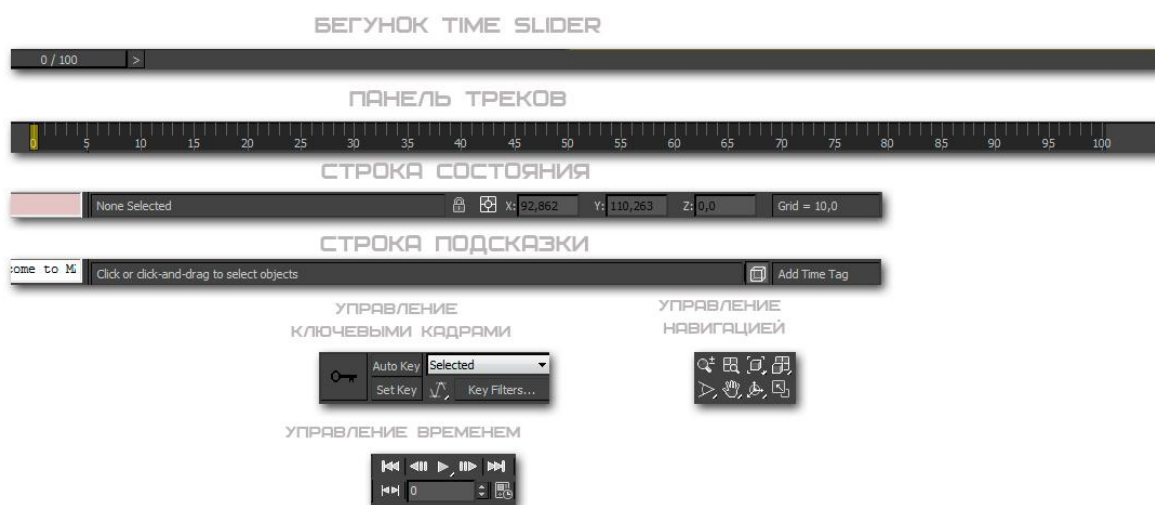 БЕГУНОК TIME SLIDER
0 / 100 >
ПАНЕЛЬ ТРЕКОВ
0 5 10 15 20 25 30 35 40 45 50 55 60 65 70 75 80 85 90 95 100
СТРОКА СОСТОЯНИЯ
None Selected X: 92,862 Y: 110,263 Z: 0,0 Grid = 10,0
СТРОКА ПОДСКАЗКИ
come to Mi Click or click-and-drag to select objects Add Time Tag
УПРАВЛЕНИЕ
КЛЮЧЕВЫМИ КАДРАМИ
УПРАВЛЕНИЕ
НАВИГАЦИЕЙ
Auto Key Selected
Set Key Key Filters...
УПРАВЛЕНИЕ ВРЕМЕНЕМ
0